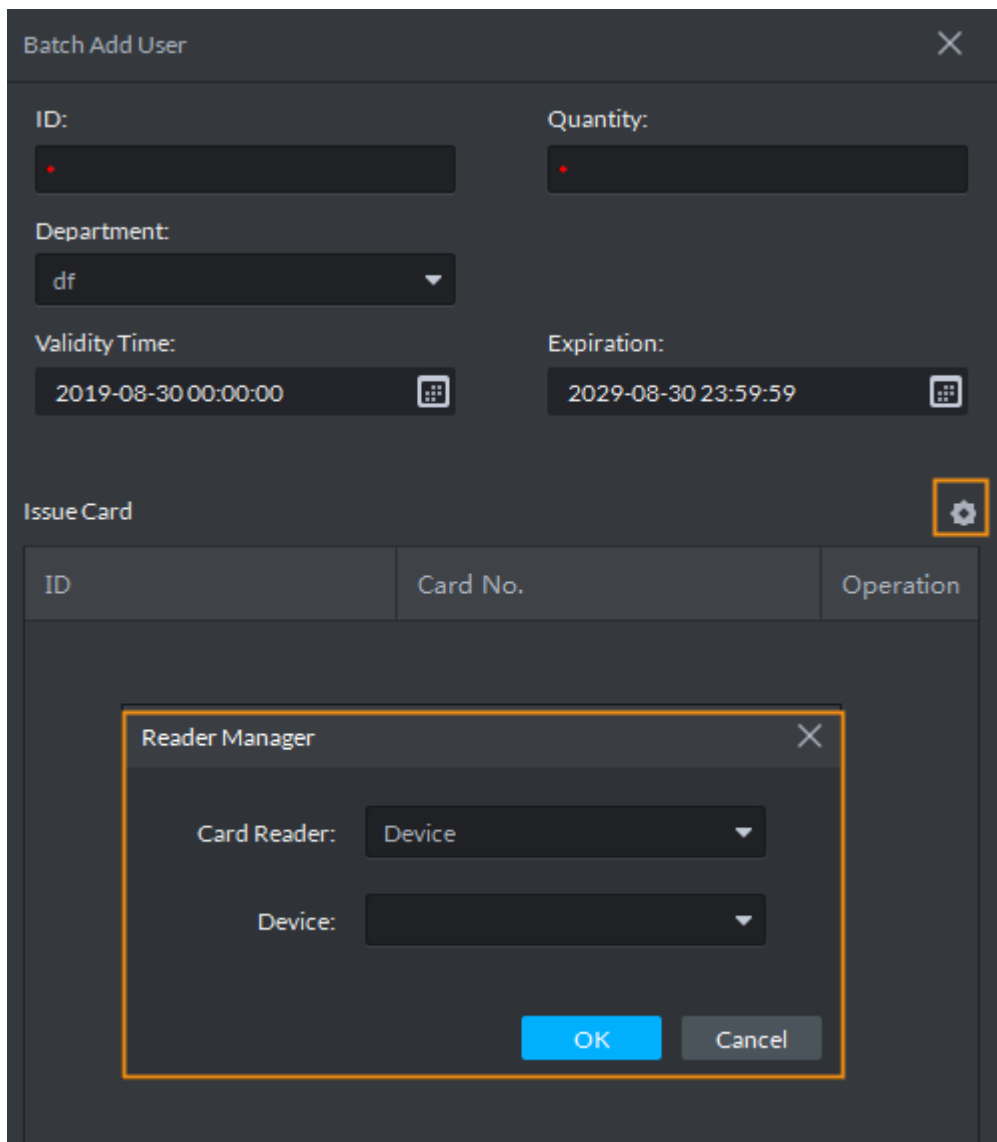 Batch Add User
ID: Quantity:
Department:
df
Validity Time: Expiration:
2019-08-30 00:00:00 2029-08-30 23:59:59
Issue Card
ID Card No. Operation
Reader Manager
Card Reader: Device
Device:
OK Cancel